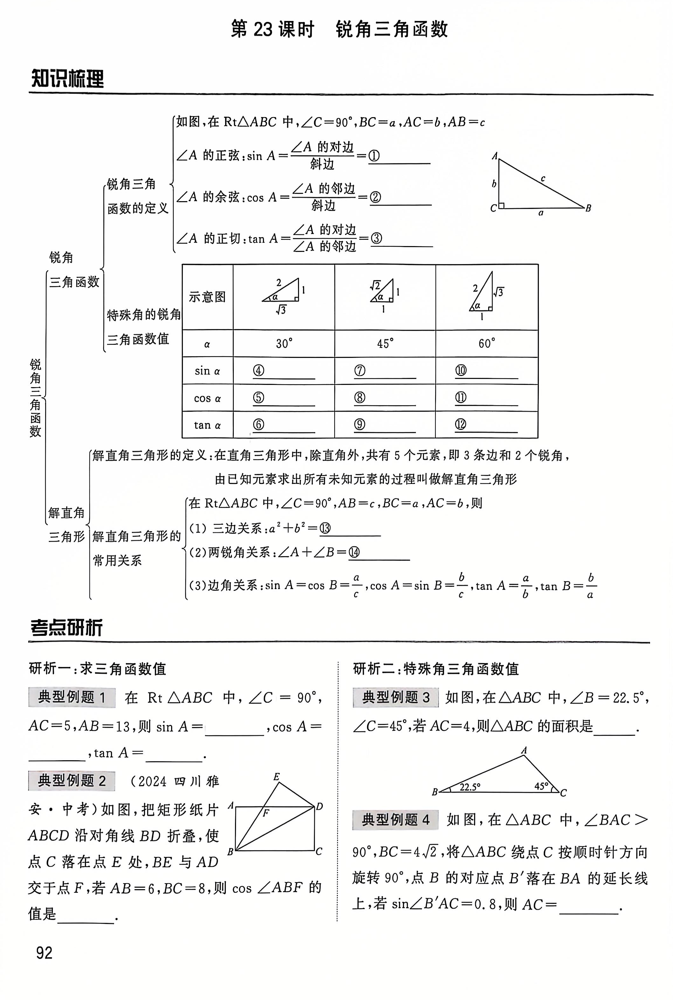 第 23 课时　锐角三角函数
知识梳理
锐角三角函数
锐角
三角函数
锐角三角
函数的定义
如图,在 Rt△ABC 中,∠C=90°,BC=a,AC=b,AB=c
∠A 的正弦:sin A=∠A 的对边/斜边=①
∠A 的余弦:cos A=∠A 的邻边/斜边=②
∠A 的正切:tan A=∠A 的对边/∠A 的邻边=③
A
b
c
C
a
B
特殊角的锐角
三角函数值
示意图
2 1 α √3
√2 1 α 1
2 √3 α 1
α 30° 45° 60°
sin α ④ ⑦ ⑩
cos α ⑤ ⑧ ⑪
tan α ⑥ ⑨ ⑫
解直角
三角形
解直角三角形的定义:在直角三角形中,除直角外,共有 5 个元素,即 3 条边和 2 个锐角,
由已知元素求出所有未知元素的过程叫做解直角三角形
解直角三角形的
常用关系
在 Rt△ABC 中,∠C=90°,AB=c,BC=a,AC=b,则
(1) 三边关系:a²+b²=⑬
(2)两锐角关系:∠A+∠B=⑭
(3)边角关系:sin A=cos B=a/c,cos A=sin B=b/c,tan A=a/b,tan B=b/a
考点研析
研析一:求三角函数值
典型例题 1 在 Rt △ABC 中,∠C = 90°,
AC=5,AB=13,则 sin A=______,cos A=
______,tan A=______.
典型例题 2 (2024 四川雅
安·中考)如图,把矩形纸片
ABCD 沿对角线 BD 折叠,使
点 C 落在点 E 处,BE 与 AD
交于点 F,若 AB=6,BC=8,则 cos ∠ABF 的
值是______.
E
A
F
D
B
C
研析二:特殊角三角函数值
典型例题 3 如图,在△ABC 中,∠B=22.5°,
∠C=45°,若 AC=4,则△ABC 的面积是______.
A
B 22.5° 45° C
典型例题 4 如图,在 △ABC 中,∠BAC>
90°,BC=4√2,将△ABC 绕点 C 按顺时针方向
旋转 90°,点 B 的对应点 B′落在 BA 的延长线
上,若 sin∠B′AC=0.8,则 AC=______.
92